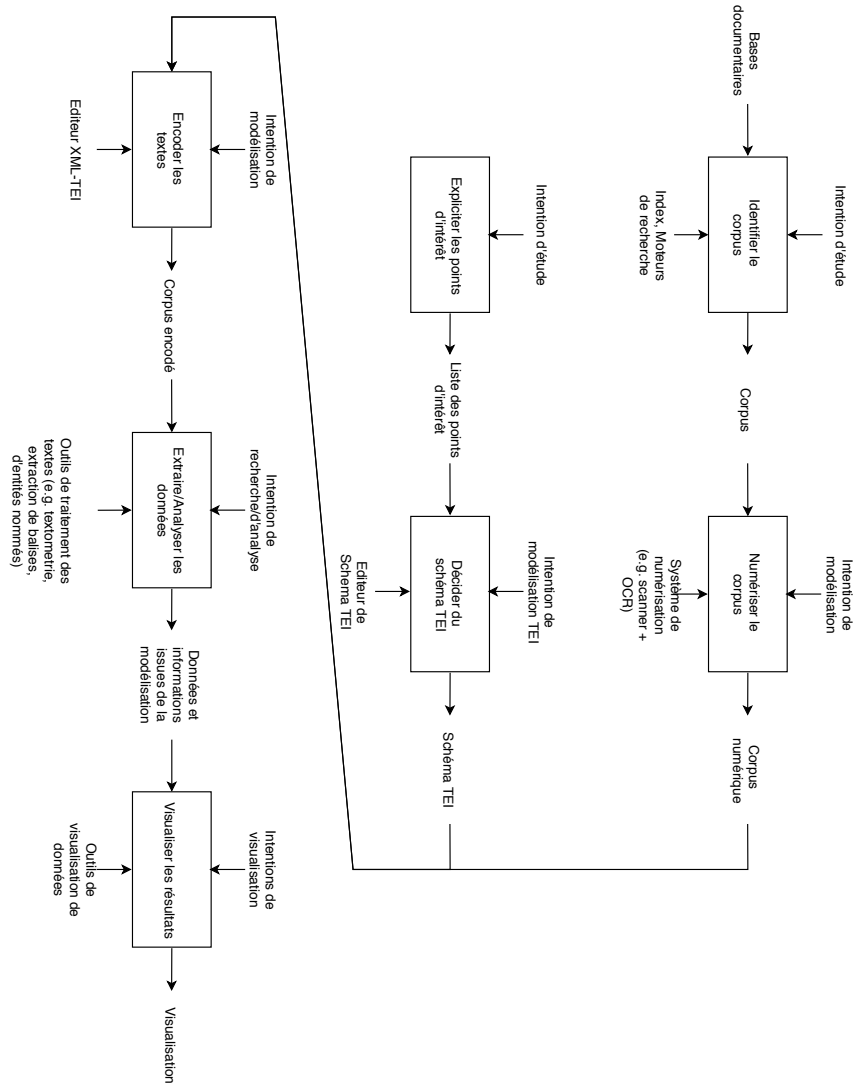 Bases
documentaires
Intention d'étude
Identifier le
corpus
Index, Moteurs
de recherche
Corpus
Intention de
modélisation
Numériser le
corpus
Système de
numérisation
(e.g. scanner +
OCR)
Corpus
numérique
Intention d'étude
Expliciter les points
d'intérêt
Liste des points
d'intérêt
Intention de
modélisation TEI
Décider du
schéma TEI
Editeur de
Schema TEI
Schéma TEI
Intention de
modélisation
Encoder les
textes
Editeur XML-TEI
Corpus encodé
Intention de
recherche/d'analyse
Extraire/Analyser les
données
Outils de traitement des
textes (e.g. textometrie,
extraction de balises,
d'entités nommés)
Données et
informations
issues de la
modélisation
Intentions de
visualisation
Visualiser les résultats
Outils de
visualisation de
données
Visualisation